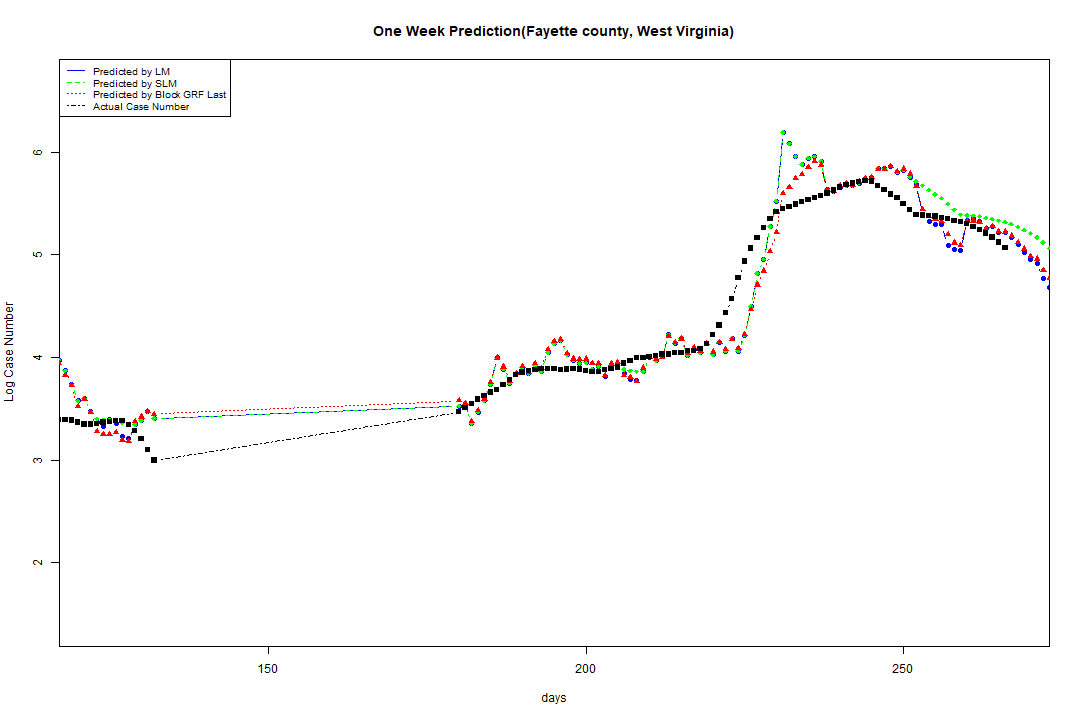 One Week Prediction(Fayette county, West Virginia)
Predicted by LM
Predicted by SLM
Predicted by Block GRF Last
Actual Case Number
6
5
4
3
2
Log Case Number
150
200
250
days